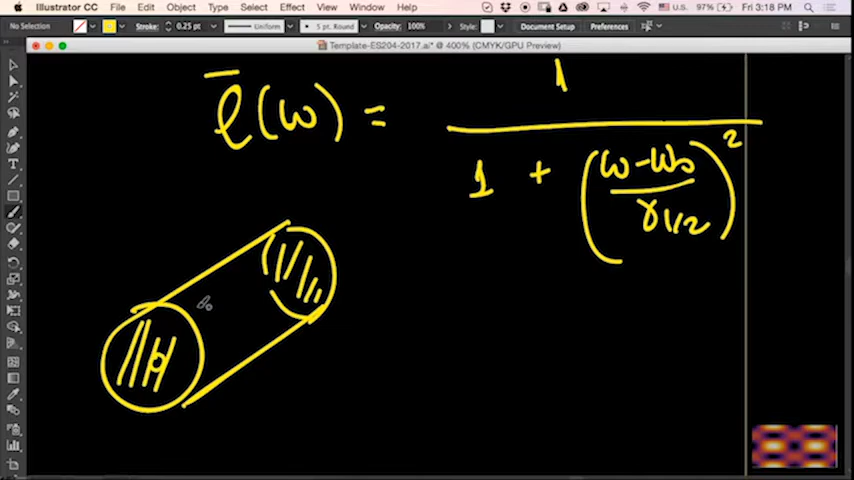 Illustrator CC File Edit Object Type Select Effect View Window Help U.S. 97% Fri 3:18 PM
No Selection Stroke: 0.25 pt Uniform 5 pt. Round Opacity: 100% Style: Document Setup Preferences
Template-ES204-2017.ai* @ 400% (CMYK/GPU Preview)
1
ℓ̅(ω) =
1 + (ω-ω₀ / γ1/2)²